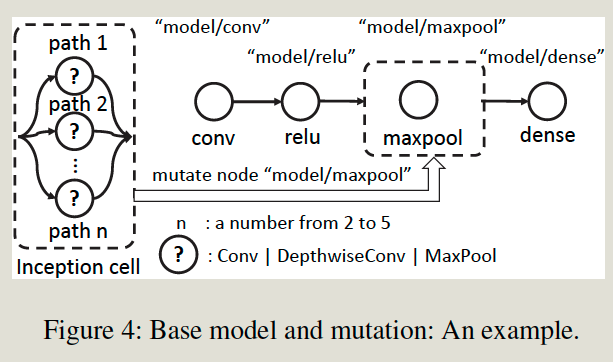 path 1
?
path 2
?
⋮
?
path n
Inception cell
"model/conv"
"model/relu"
"model/maxpool"
"model/dense"
conv
relu
maxpool
dense
mutate node "model/maxpool"
n : a number from 2 to 5
? : Conv | DepthwiseConv | MaxPool
Figure 4: Base model and mutation: An example.